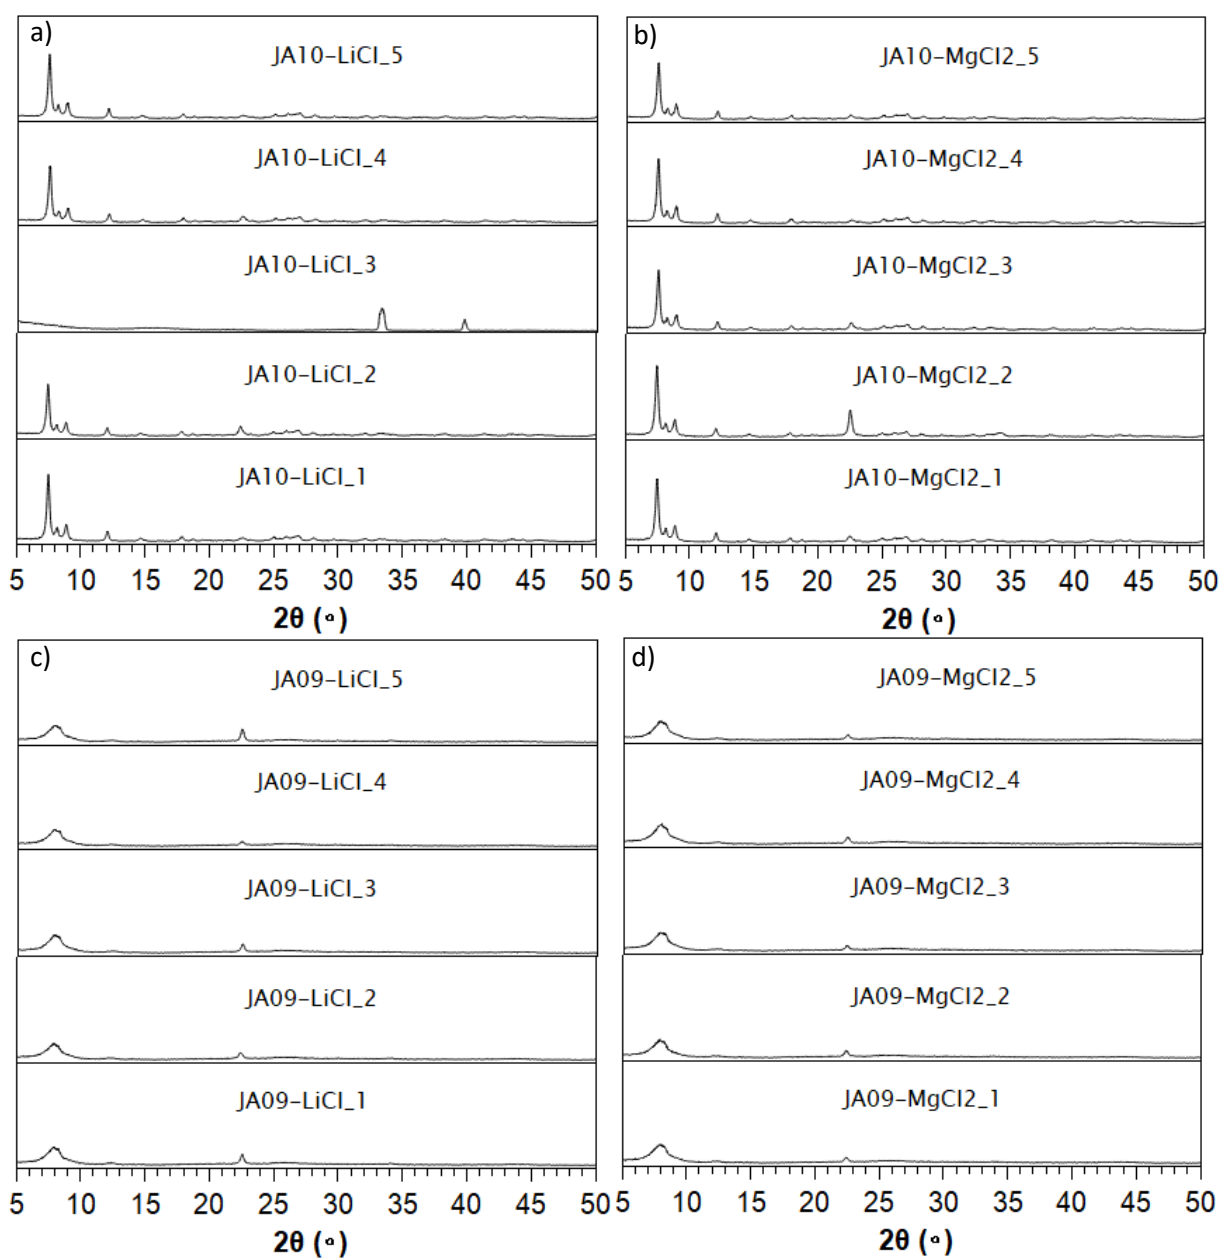 a)
JA10-LiCl_5
JA10-LiCl_4
JA10-LiCl_3
JA10-LiCl_2
JA10-LiCl_1
5 10 15 20 25 30 35 40 45 50
2θ (°)
b)
JA10-MgCl2_5
JA10-MgCl2_4
JA10-MgCl2_3
JA10-MgCl2_2
JA10-MgCl2_1
5 10 15 20 25 30 35 40 45 50
2θ (°)
c)
JA09-LiCl_5
JA09-LiCl_4
JA09-LiCl_3
JA09-LiCl_2
JA09-LiCl_1
5 10 15 20 25 30 35 40 45 50
2θ (°)
d)
JA09-MgCl2_5
JA09-MgCl2_4
JA09-MgCl2_3
JA09-MgCl2_2
JA09-MgCl2_1
5 10 15 20 25 30 35 40 45 50
2θ (°)